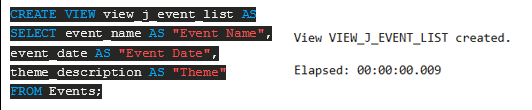 CREATE VIEW view_j_event_list AS
SELECT event_name AS "Event Name",
event_date AS "Event Date",
theme_description AS "Theme"
FROM Events;
View VIEW_J_EVENT_LIST created.
Elapsed: 00:00:00.009